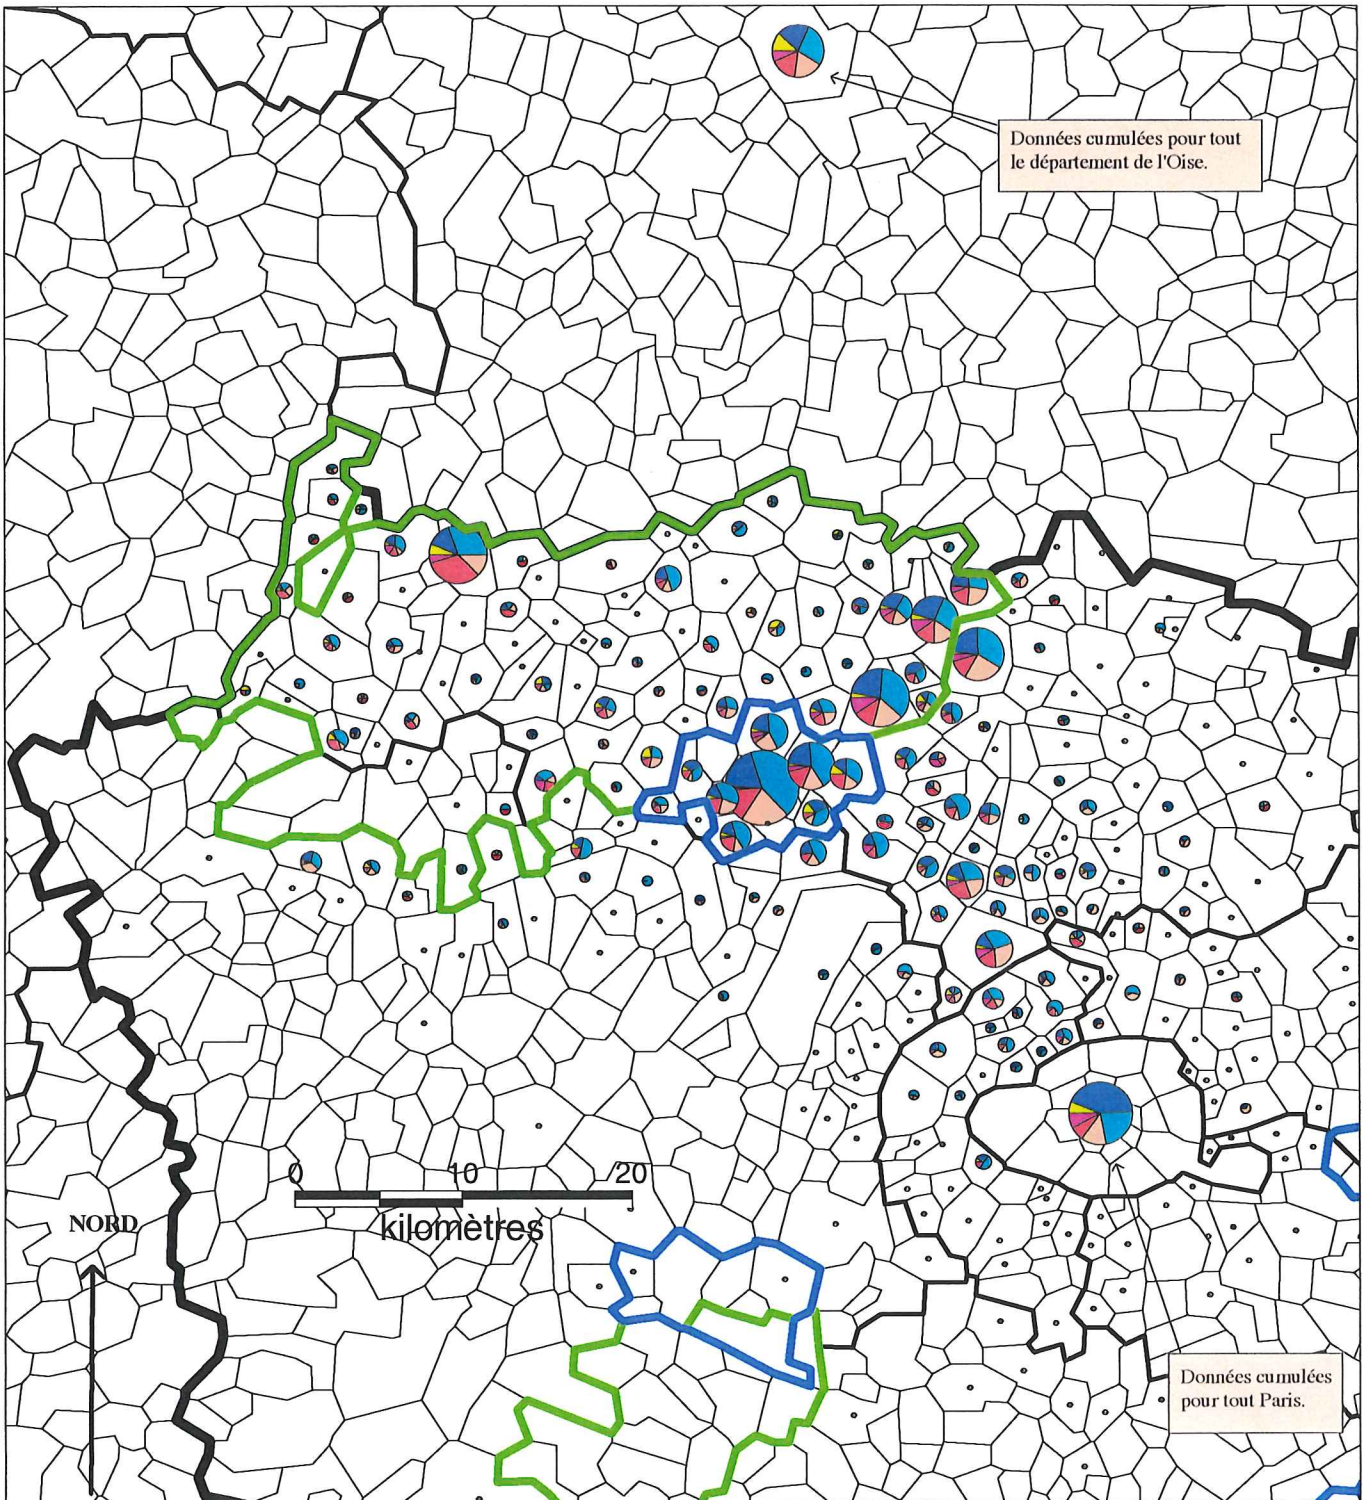 Données cumulées pour tout
le département de l'Oise.
0 10 20
kilomètres
NORD
Données cumulées
pour tout Paris.